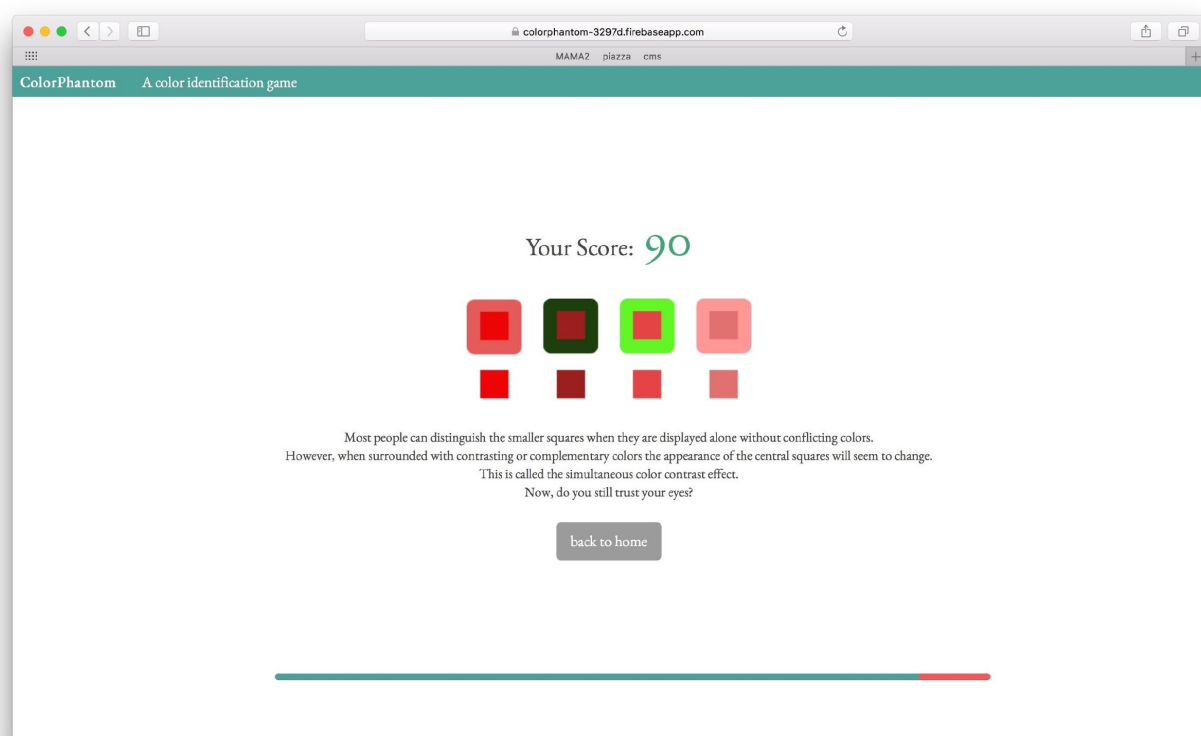 colorphantom-3297d.firebaseapp.com
MAMA2 piazza cms
ColorPhantom A color identification game
Your Score: 90
Most people can distinguish the smaller squares when they are displayed alone without conflicting colors.
However, when surrounded with contrasting or complementary colors the appearance of the central squares will seem to change.
This is called the simultaneous color contrast effect.
Now, do you still trust your eyes?
back to home